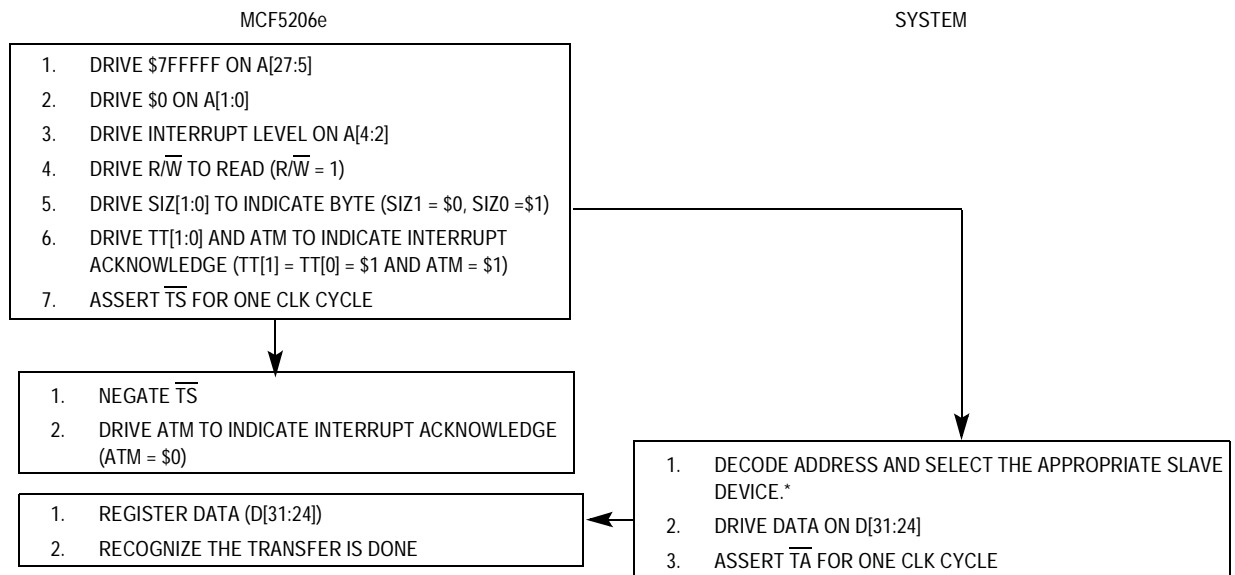 MCF5206e
SYSTEM
1. DRIVE $7FFFFF ON A[27:5]
2. DRIVE $0 ON A[1:0]
3. DRIVE INTERRUPT LEVEL ON A[4:2]
4. DRIVE R/W̅ TO READ (R/W̅ = 1)
5. DRIVE SIZ[1:0] TO INDICATE BYTE (SIZ1 = $0, SIZ0 =$1)
6. DRIVE TT[1:0] AND ATM TO INDICATE INTERRUPT
ACKNOWLEDGE (TT[1] = TT[0] = $1 AND ATM = $1)
7. ASSERT T̅S̅ FOR ONE CLK CYCLE
1. NEGATE T̅S̅
2. DRIVE ATM TO INDICATE INTERRUPT ACKNOWLEDGE
(ATM = $0)
1. DECODE ADDRESS AND SELECT THE APPROPRIATE SLAVE
DEVICE.*
2. DRIVE DATA ON D[31:24]
3. ASSERT T̅A̅ FOR ONE CLK CYCLE
1. REGISTER DATA (D[31:24])
2. RECOGNIZE THE TRANSFER IS DONE